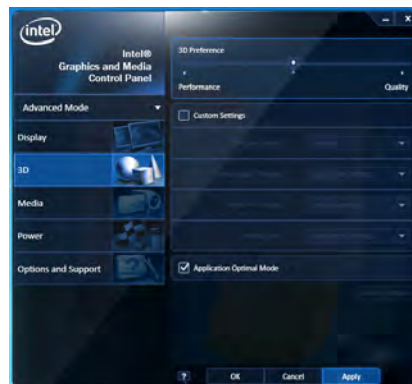 intel
Intel®
Graphics and Media
Control Panel
Advanced Mode
Display
3D
Media
Power
Options and Support
3D Preference
Performance
Quality
Custom Settings
Application Optimal Mode
?
OK
Cancel
Apply